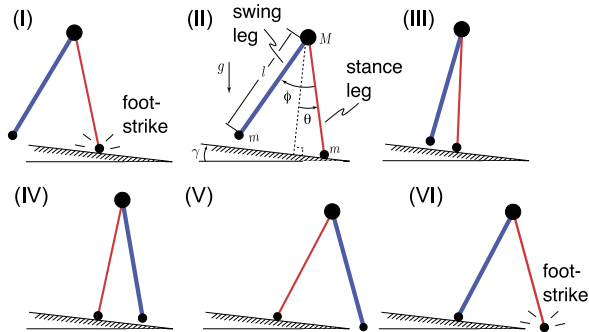 (I)
foot-
strike
(II)
swing
leg
M
g
l
stance
leg
ϕ
θ
m
m
γ
(III)
(IV)
(V)
(VI)
foot-
strike